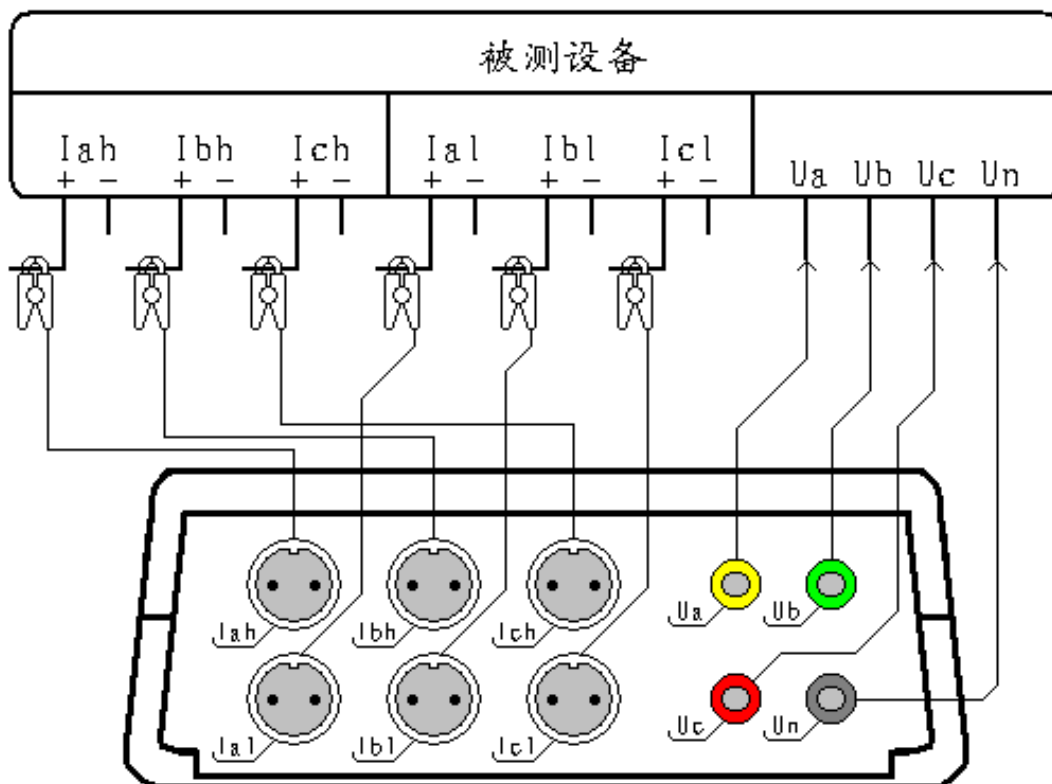 被测设备
Iah Ibh Ich Ial Ibl Icl Ua Ub Uc Un
+ - + - + - + - + - + -
Iah Ibh Ich Ua Ub
Ial Ibl Icl Uc Un